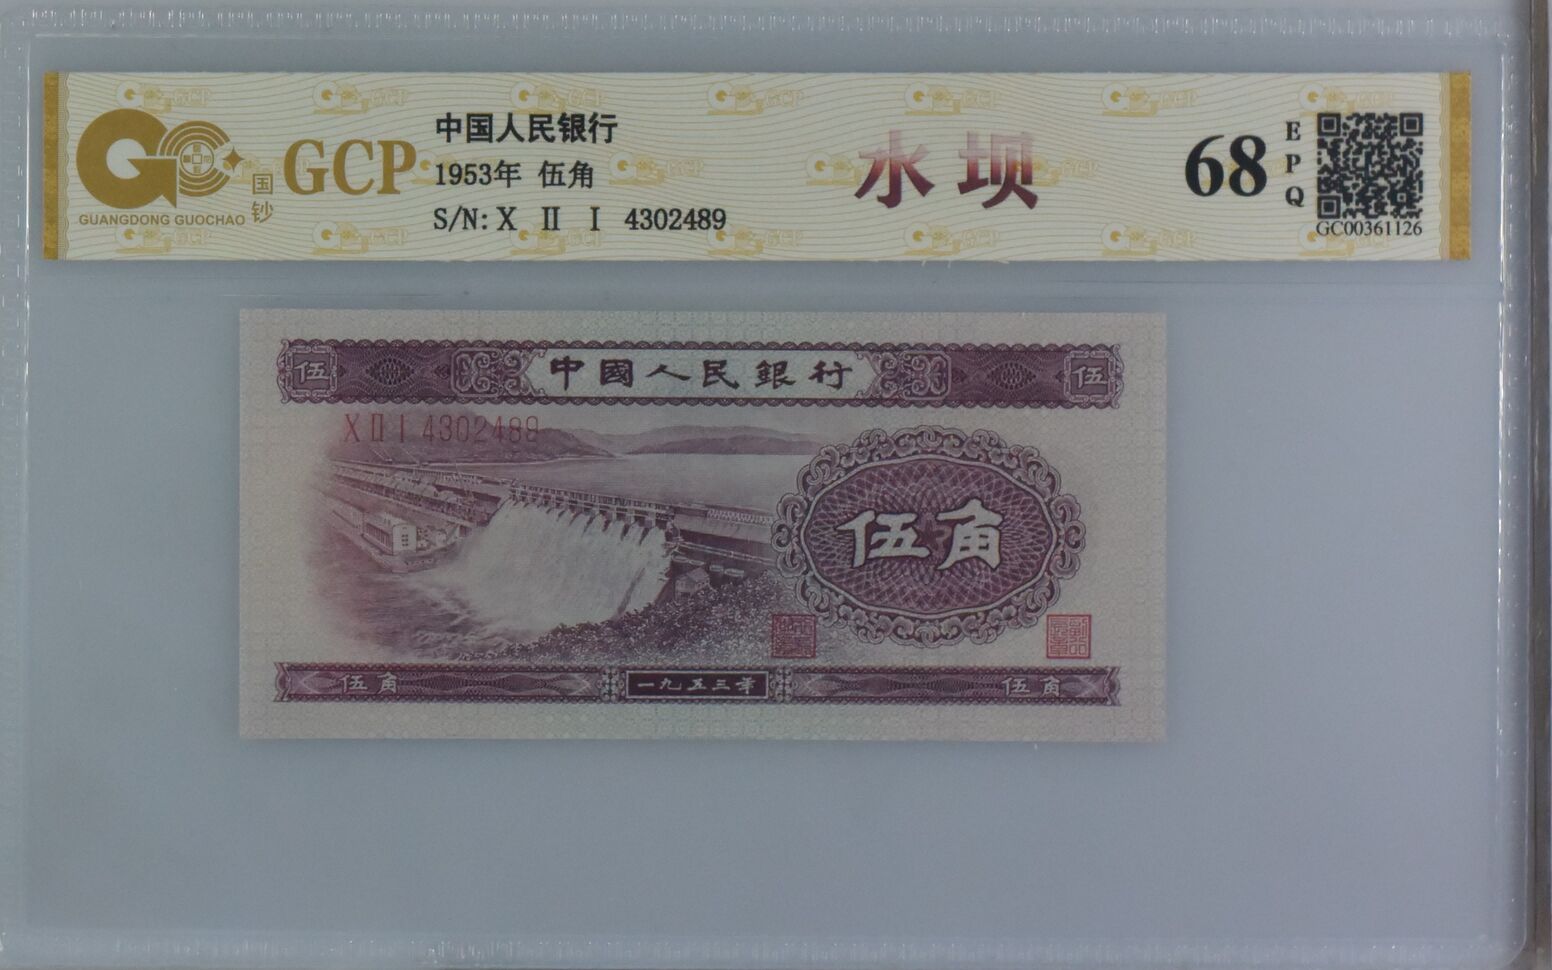 GCP
国钞
GUANGDONG GUOCHAO
中国人民银行
1953年 伍角
S/N: X II I 4302489
水坝
68
EPQ
GC00361126
伍
中國人民銀行
伍
X II I 4302489
伍角
伍角
一九五三年
伍角